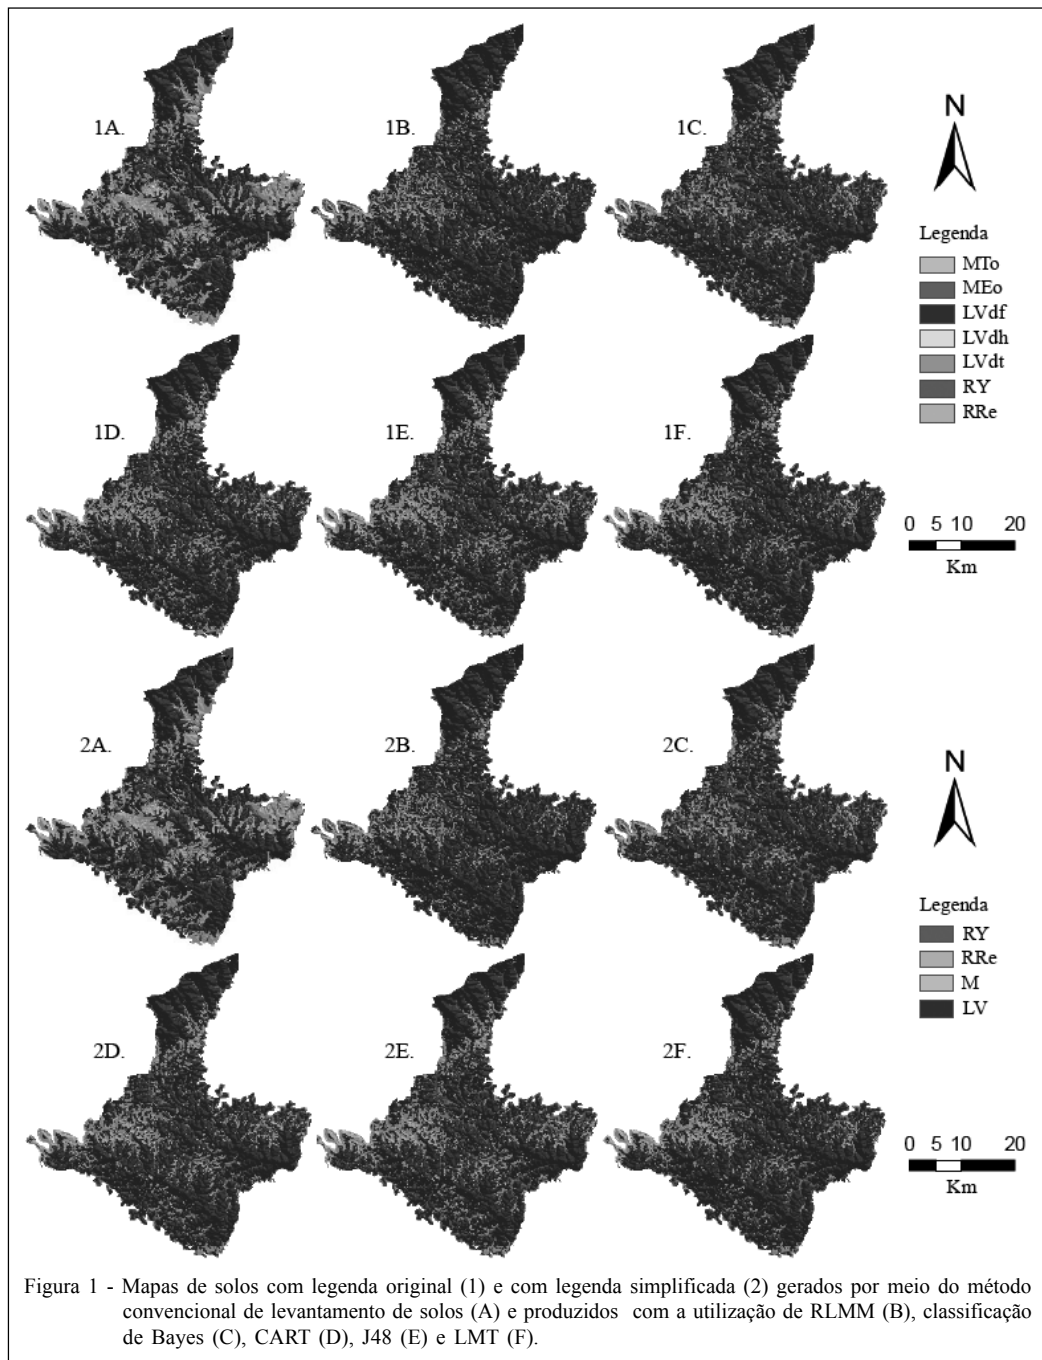 1A.
1B.
1C.
N
Legenda
MTo
MEo
LVdf
LVdh
LVdt
RY
RRe
1D.
1E.
1F.
0 5 10 20
Km
2A.
2B.
2C.
N
Legenda
RY
RRe
M
LV
2D.
2E.
2F.
0 5 10 20
Km
Figura 1 - Mapas de solos com legenda original (1) e com legenda simplificada (2) gerados por meio do método
convencional de levantamento de solos (A) e produzidos com a utilização de RLMM (B), classificação
de Bayes (C), CART (D), J48 (E) e LMT (F).